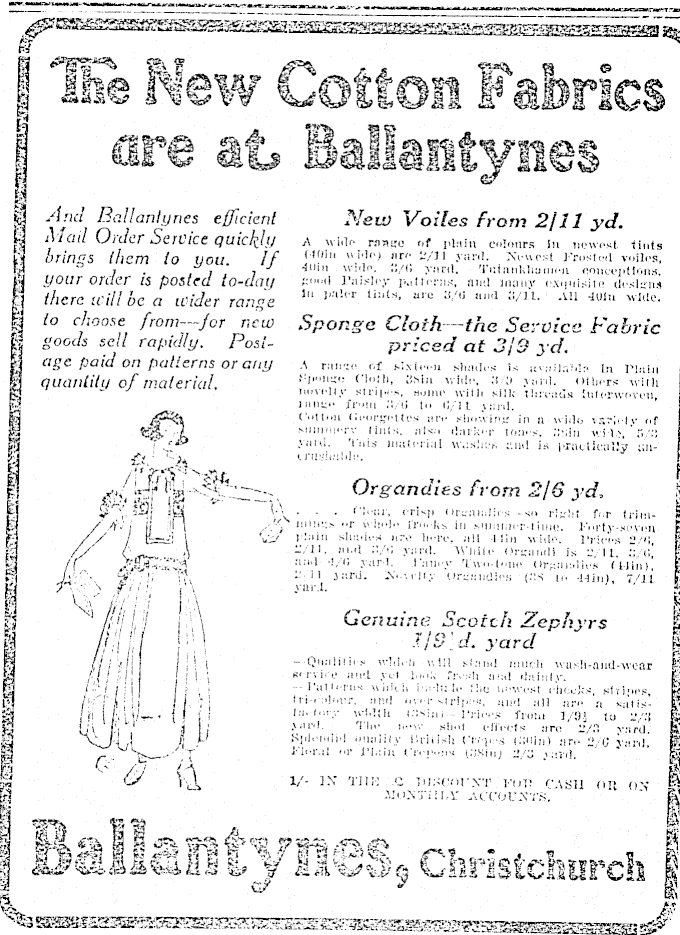 The New Cotton Fabrics
are at Ballantynes
And Ballantynes efficient
Mail Order Service quickly
brings them to you. If
your order is posted to-day
there will be a wider range
to choose from—for new
goods sell rapidly. Post-
age paid on patterns or any
quantity of material.
New Voiles from 2/11 yd.
A wide range of plain colours in newest tints
(40in wide) are 2/11 yard. Newest Frosted voiles,
40in wide, 3/6 yard. Tutankhamen conceptions,
good Paisley patterns, and many exquisite designs
in paler tints, are 3/6 and 3/11. All 40in wide.
Sponge Cloth—the Service Fabric
priced at 3/9 yd.
A range of sixteen shades is available in Plain
Sponge Cloth, 38in wide, 3/9 yard. Others with
novelty stripes, some with silk threads interwoven,
range from 3/6 to 6/11 yard.
Cotton Georgettes are showing in a wide variety of
summery tints, also darker tones, wide, 5/3
yard. This material washes and is practically un-
crushable.
Organdies from 2/6 yd.
. . . Clear, crisp Organdies—so right for trim-
mings or whole frocks in summer-time. Forty-seven
plain shades are here, all 44in wide. Prices 2/6,
2/11, and 3/6 yard. White Organdi is 2/11, 3/6,
and 4/6 yard. Fancy Two-tone Organdies (44in),
2/11 yard. Novelty Organdies (38 to 44in), 7/11
yard.
Genuine Scotch Zephyrs
1/9½d. yard
—Qualities which will stand much wash-and-wear
service and yet look fresh and dainty.
—Patterns which include the newest checks, stripes,
tri-colour, and over-stripes, and all are a satis-
factory width (38in)—Prices from 1/9½ to 2/3
yard. The new shot effects are 2/3 yard.
Splendid quality British Crepes (30in) are 2/6 yard.
Floral or Plain Crepons (38in) 2/3 yard.
1/- IN THE £ DISCOUNT FOR CASH OR ON
MONTHLY ACCOUNTS.
Ballantynes, Christchurch